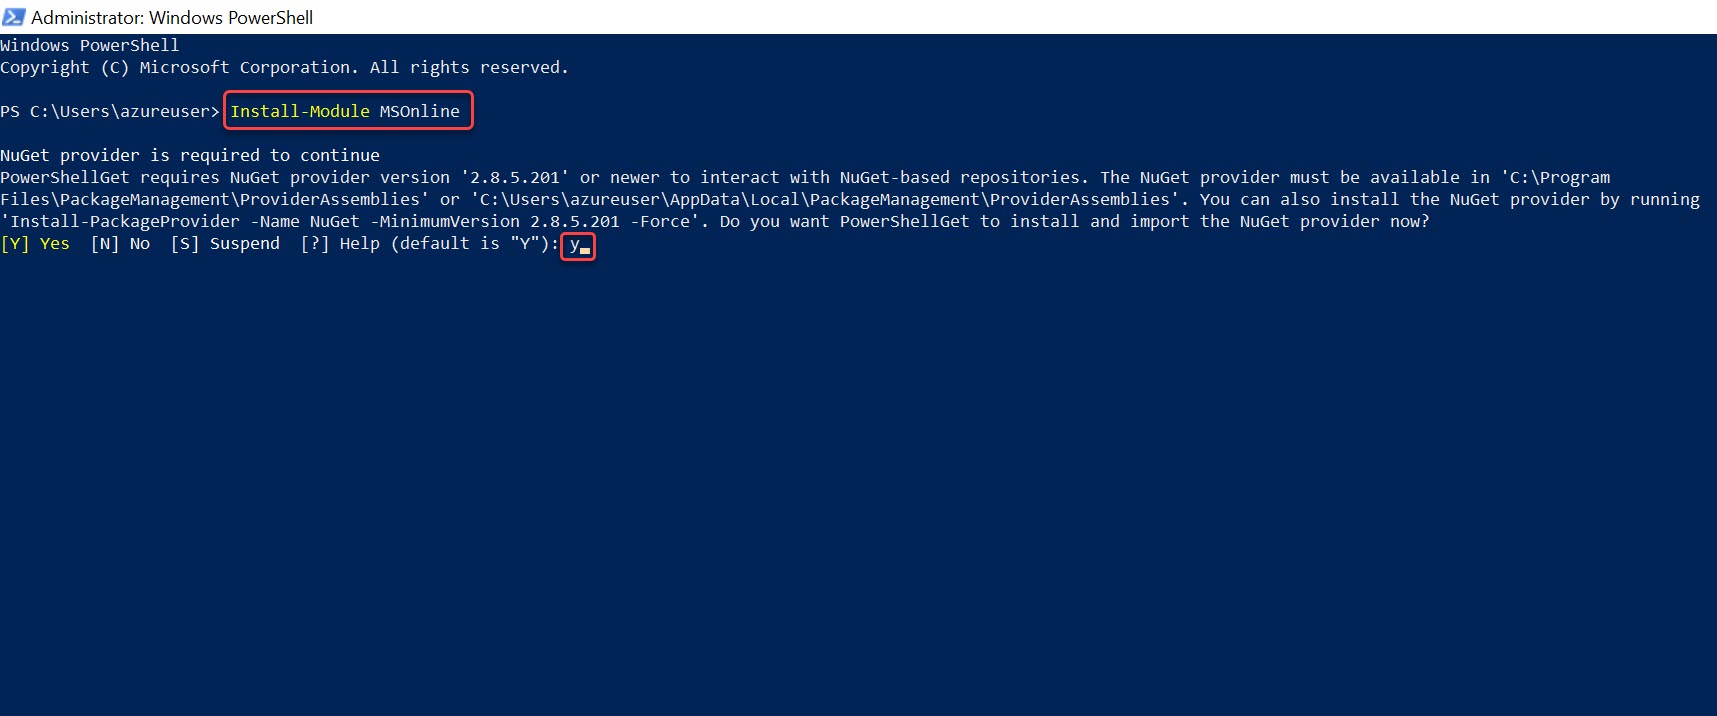 Administrator: Windows PowerShell
Windows PowerShell
Copyright (C) Microsoft Corporation. All rights reserved.
PS C:\Users\azureuser> Install-Module MSOnline
NuGet provider is required to continue
PowerShellGet requires NuGet provider version '2.8.5.201' or newer to interact with NuGet-based repositories. The NuGet provider must be available in 'C:\Program
Files\PackageManagement\ProviderAssemblies' or 'C:\Users\azureuser\AppData\Local\PackageManagement\ProviderAssemblies'. You can also install the NuGet provider by running
'Install-PackageProvider -Name NuGet -MinimumVersion 2.8.5.201 -Force'. Do you want PowerShellGet to install and import the NuGet provider now?
[Y] Yes  [N] No  [S] Suspend  [?] Help (default is "Y"): y